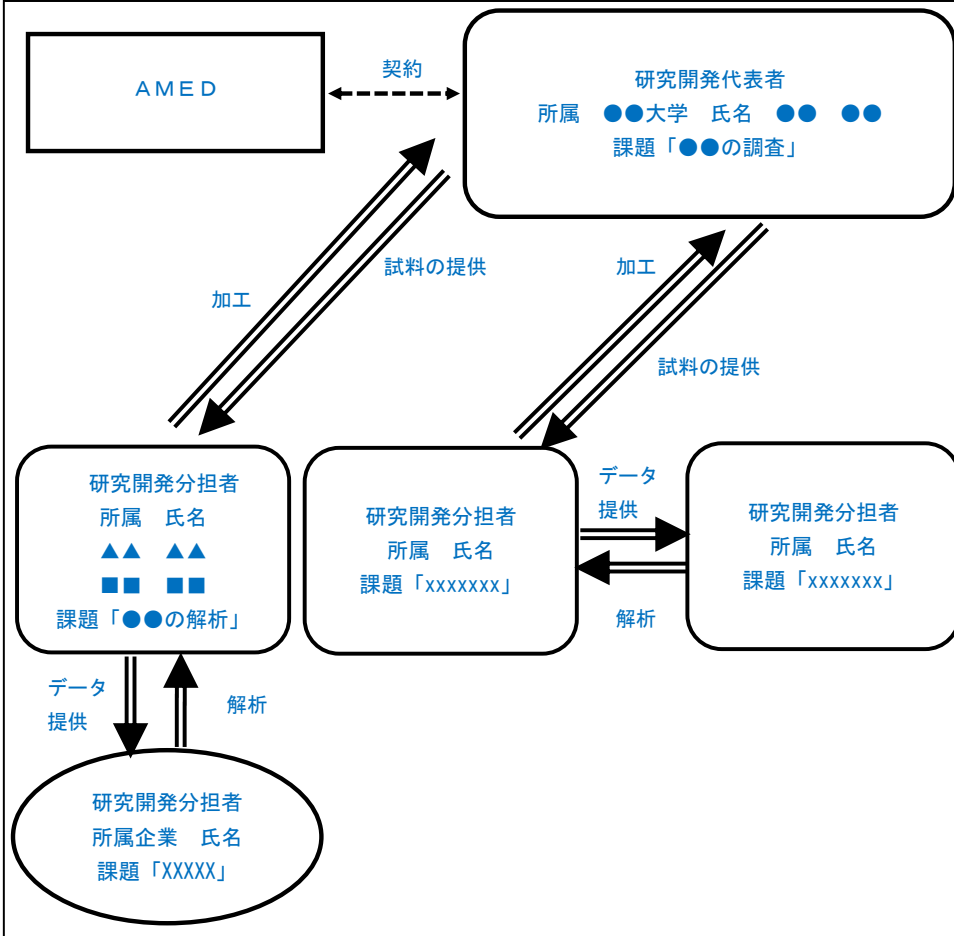 ＡＭＥＤ
契約
研究開発代表者
所属　●●大学　氏名　●●　●●
課題「●●の調査」
加工
試料の提供
加工
試料の提供
研究開発分担者
所属　氏名
▲▲　▲▲
■■　■■
課題「●●の解析」
研究開発分担者
所属　氏名
課題「xxxxxxx」
データ
提供
解析
研究開発分担者
所属　氏名
課題「xxxxxxx」
データ
提供
解析
研究開発分担者
所属企業　氏名
課題「XXXXX」